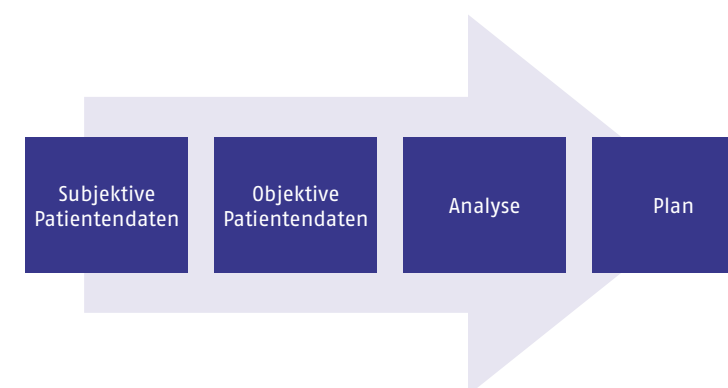 Subjektive
Patientendaten
Objektive
Patientendaten
Analyse
Plan